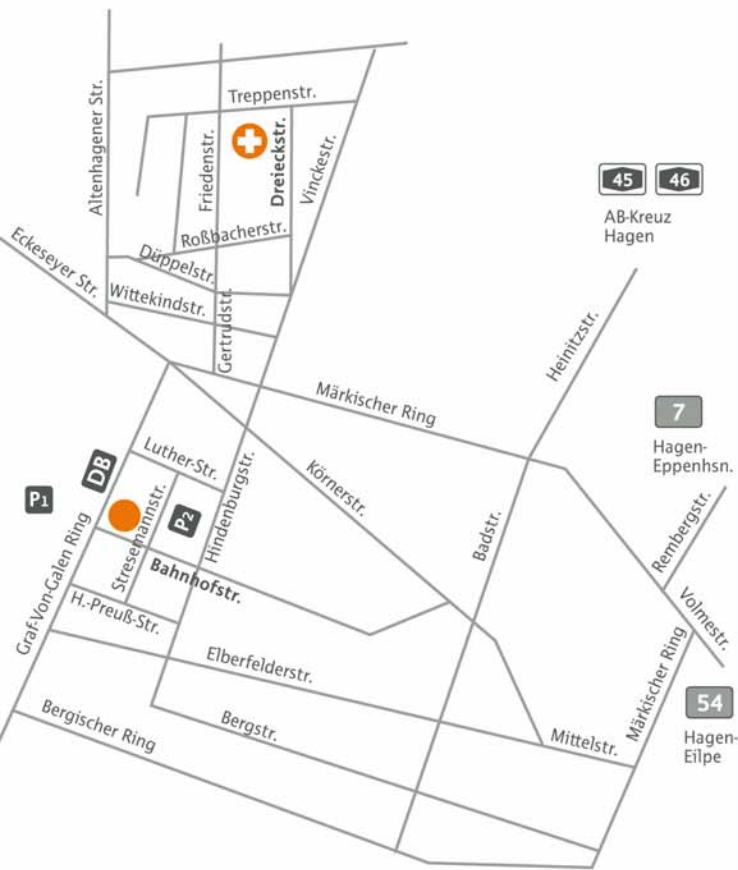 Treppenstr.
Altenhagener Str.
Friedenstr.
Dreieckstr.
Vinckestr.
45
46
AB-Kreuz
Hagen
Roßbacherstr.
Eckeseyer Str.
Düppelstr.
Wittekindstr.
Gertrudstr.
Heinitzstr.
Märkischer Ring
7
Hagen-
Eppenhsn.
Luther-Str.
DB
Körnerstr.
P1
P2
Stresemannstr.
Hindenburgstr.
Badstr.
Rembergstr.
Graf-Von-Galen Ring
Bahnhofstr.
H.-Preuß-Str.
Volmestr.
Elberfelderstr.
Märkischer Ring
54
Hagen-
Eilpe
Bergischer Ring
Bergstr.
Mittelstr.